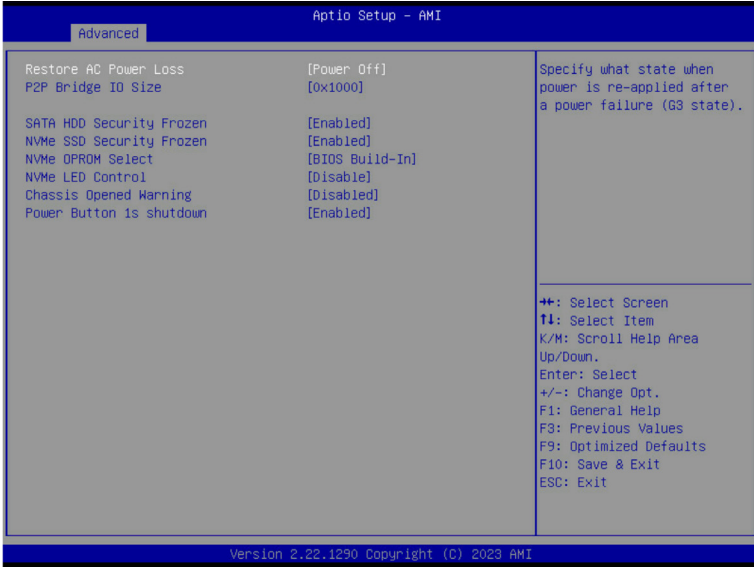 Aptio Setup – AMI
Advanced
Restore AC Power Loss [Power Off]
P2P Bridge IO Size [0x1000]
SATA HDD Security Frozen [Enabled]
NVMe SSD Security Frozen [Enabled]
NVMe OPROM Select [BIOS Build-In]
NVMe LED Control [Disable]
Chassis Opened Warning [Disabled]
Power Button 1s shutdown [Enabled]
Specify what state when
power is re-applied after
a power failure (G3 state).
→←: Select Screen
↑↓: Select Item
K/M: Scroll Help Area
Up/Down.
Enter: Select
+/-: Change Opt.
F1: General Help
F3: Previous Values
F9: Optimized Defaults
F10: Save & Exit
ESC: Exit
Version 2.22.1290 Copyright (C) 2023 AMI